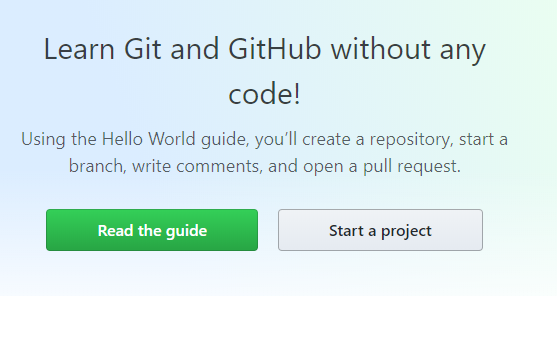 Learn Git and GitHub without any
code!
Using the Hello World guide, you’ll create a repository, start a
branch, write comments, and open a pull request.
Read the guide
Start a project